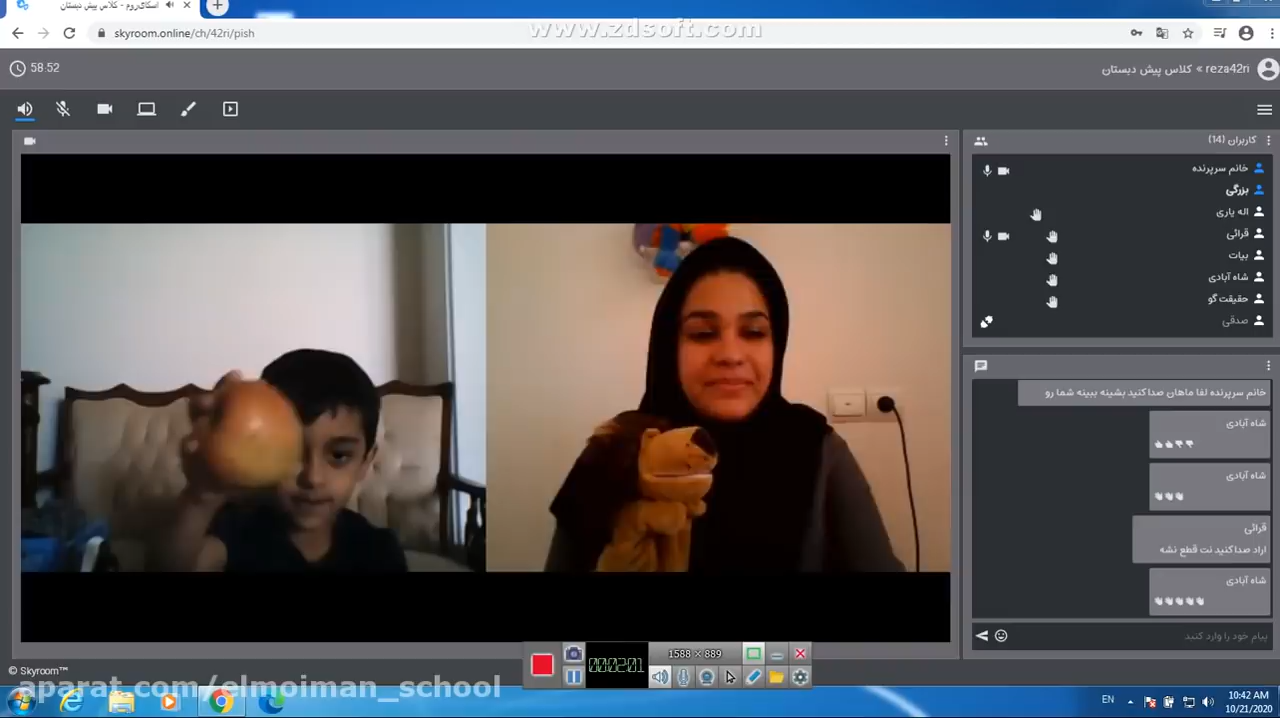 اسکای‌روم - کلاس پیش دبستان
www.zdsoft.com
skyroom.online/ch/42ri/pish
58:52
reza42ri » کلاس پیش دبستان
کاربران (14)
خانم سرپرنده
بزرگی
اله یاری
قرائی
بیات
شاه آبادی
حقیقت گو
صدقی
خانم سرپرنده لفا ماهان صداکنید بشینه ببینه شما رو
شاه آبادی
شاه آبادی
قرائی
اراد صداکنید نت قطع نشه
شاه آبادی
پیام خود را وارد کنید.
© Skyroom™
000:02:01
1588 × 889
aparat.com/elmoiman_school
EN
10:42 AM
10/21/2020